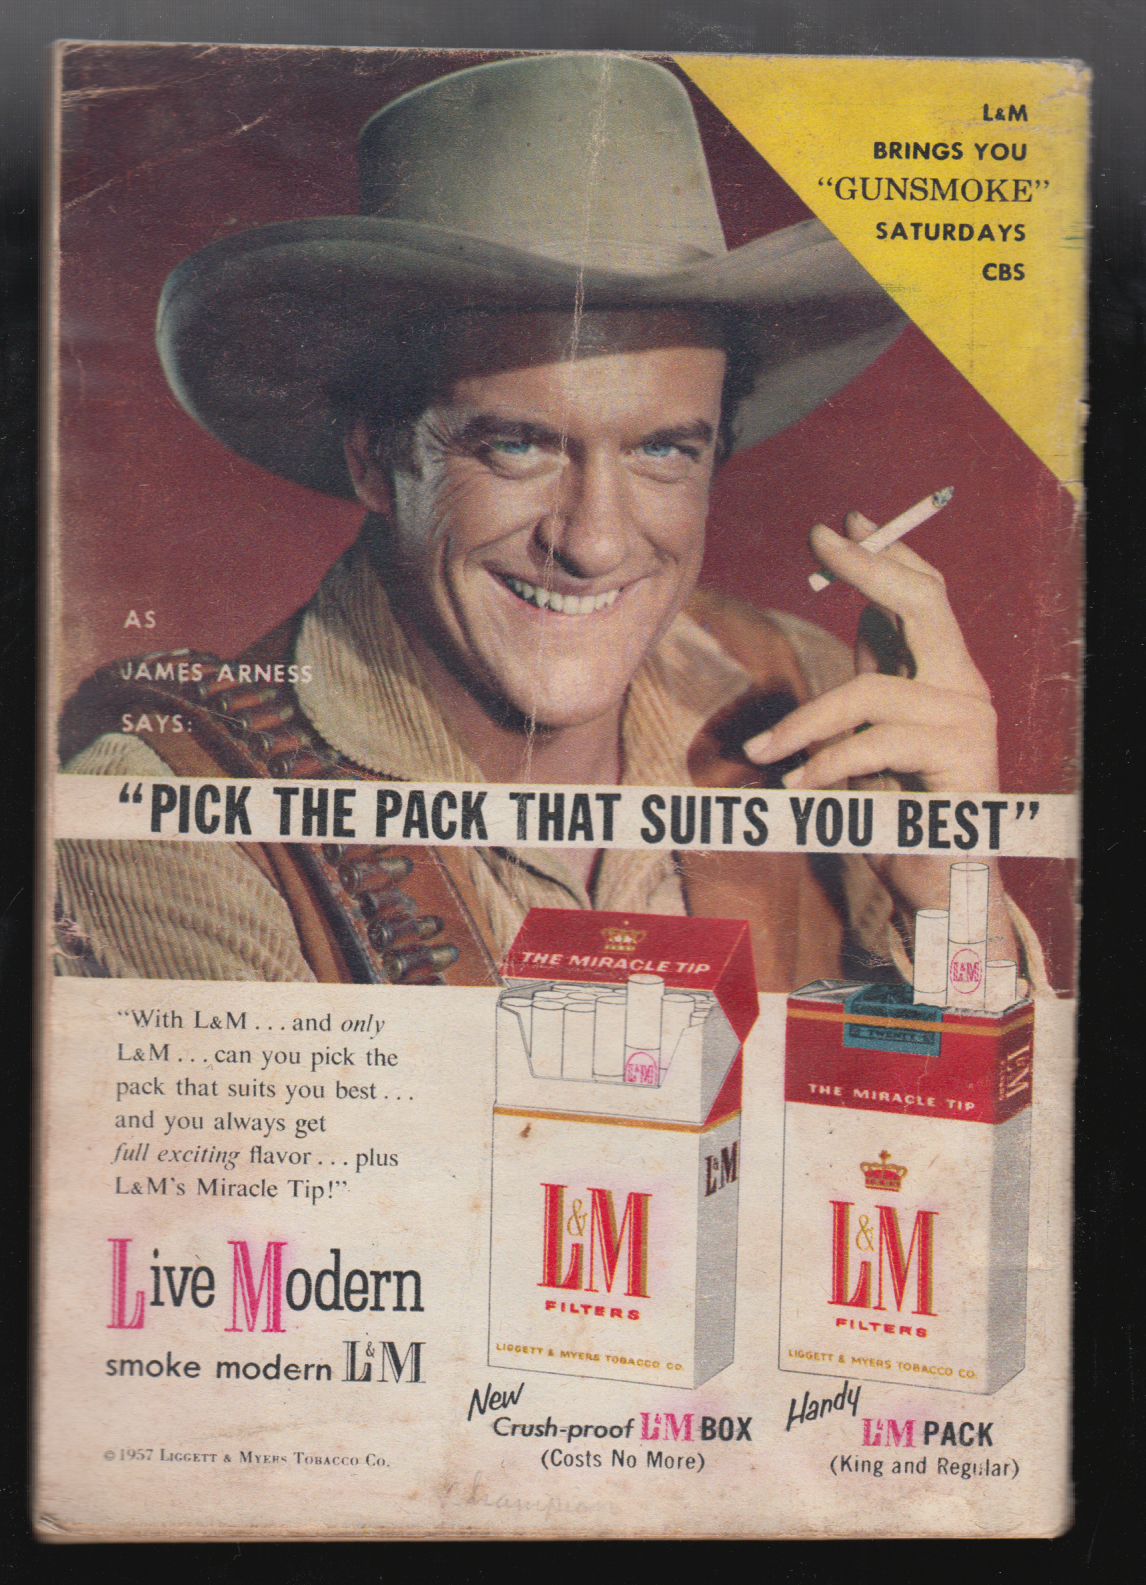 L&M
BRINGS YOU
“GUNSMOKE”
SATURDAYS
CBS
AS
JAMES ARNESS
SAYS:
“PICK THE PACK THAT SUITS YOU BEST”
“With L&M . . . and only
L&M . . . can you pick the
pack that suits you best . . .
and you always get
full exciting flavor . . . plus
L&M’s Miracle Tip!”
Live Modern
smoke modern L&M
© 1957 LIGGETT & MYERS TOBACCO CO.
THE MIRACLE TIP
L&M
L&M
L&M
FILTERS
LIGGETT & MYERS TOBACCO CO.
New
Crush-proof L&M BOX
(Costs No More)
L&M
TWENTY
L&M
FILTERS
THE MIRACLE TIP
L&M
FILTERS
LIGGETT & MYERS TOBACCO CO.
Handy
L&M PACK
(King and Regular)
Champion